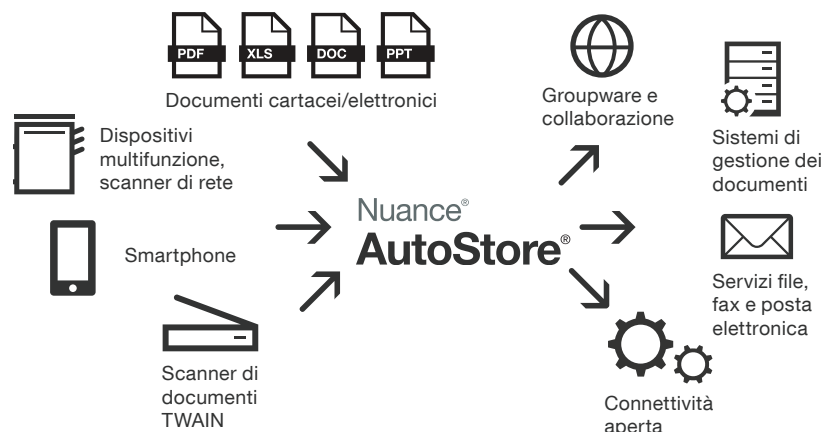 PDF XLS DOC PPT
Documenti cartacei/elettronici
Dispositivi
multifunzione,
scanner di rete
Smartphone
Scanner di
documenti
TWAIN
Nuance®
AutoStore®
Groupware e
collaborazione
Sistemi di
gestione dei
documenti
Servizi file,
fax e posta
elettronica
Connettività
aperta